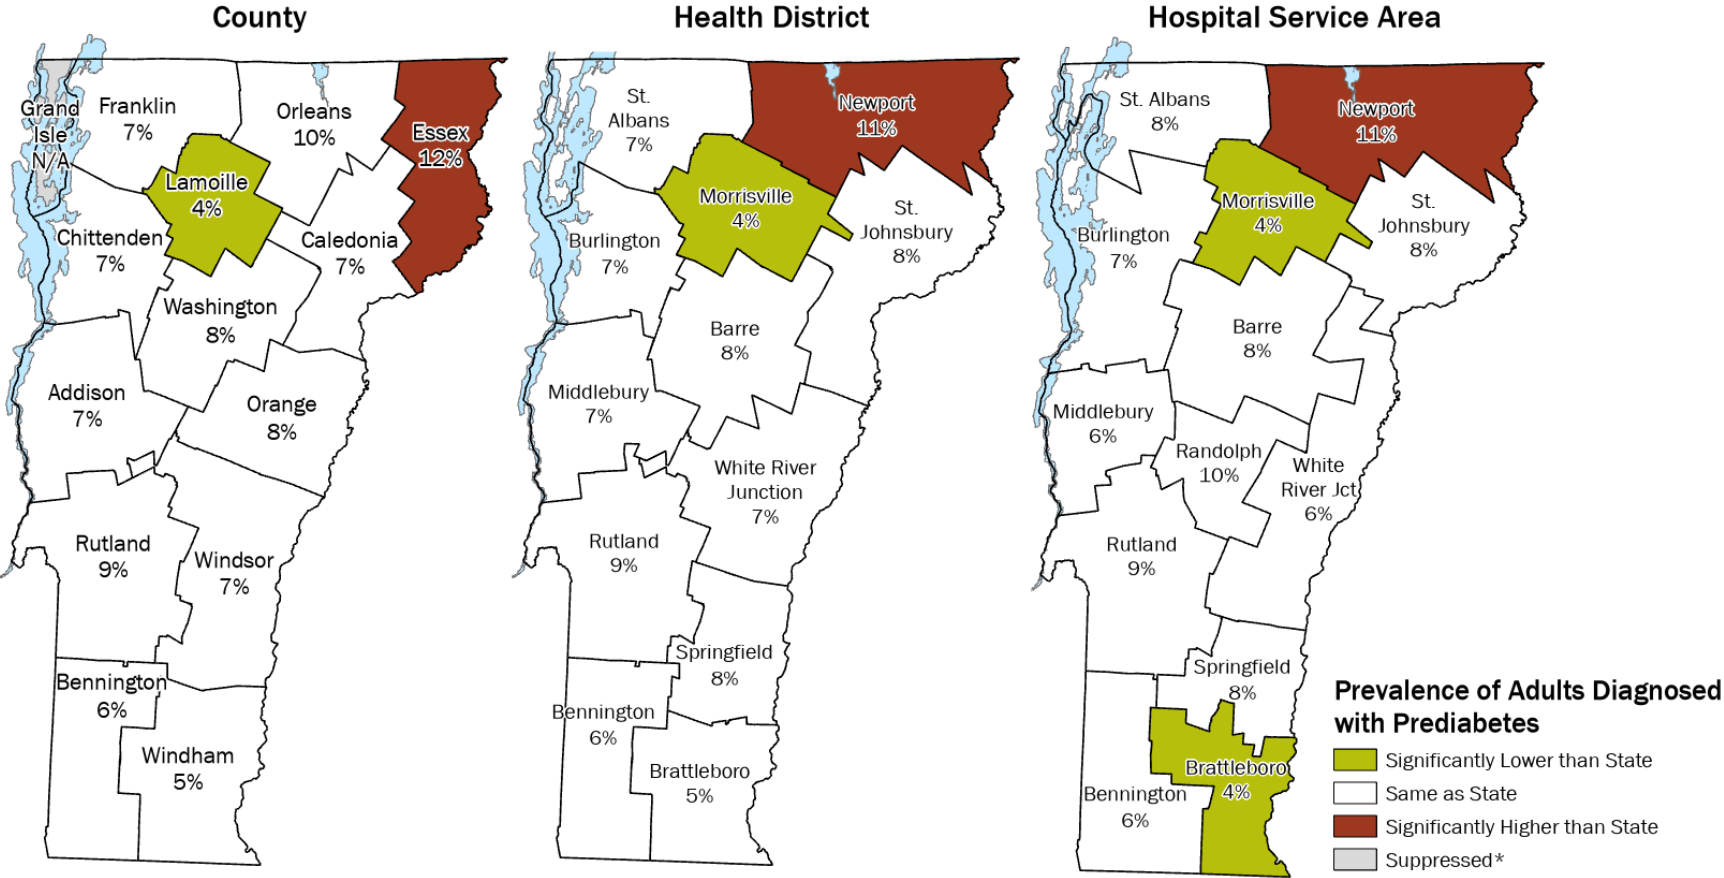 County
Health District
Hospital Service Area
Grand
Isle
N/A
Franklin
7%
Orleans
10%
Essex
12%
Lamoille
4%
Chittenden
7%
Caledonia
7%
Washington
8%
Addison
7%
Orange
8%
Rutland
9%
Windsor
7%
Bennington
6%
Windham
5%
St.
Albans
7%
Newport
11%
Morrisville
4%
St.
Johnsbury
8%
Burlington
7%
Barre
8%
Middlebury
7%
White River
Junction
7%
Rutland
9%
Springfield
8%
Bennington
6%
Brattleboro
5%
St. Albans
8%
Newport
11%
Morrisville
4%
St.
Johnsbury
8%
Burlington
7%
Barre
8%
Middlebury
6%
Randolph
10%
White
River Jct
6%
Rutland
9%
Springfield
8%
Brattleboro
4%
Bennington
6%
Prevalence of Adults Diagnosed
with Prediabetes
Significantly Lower than State
Same as State
Significantly Higher than State
Suppressed*